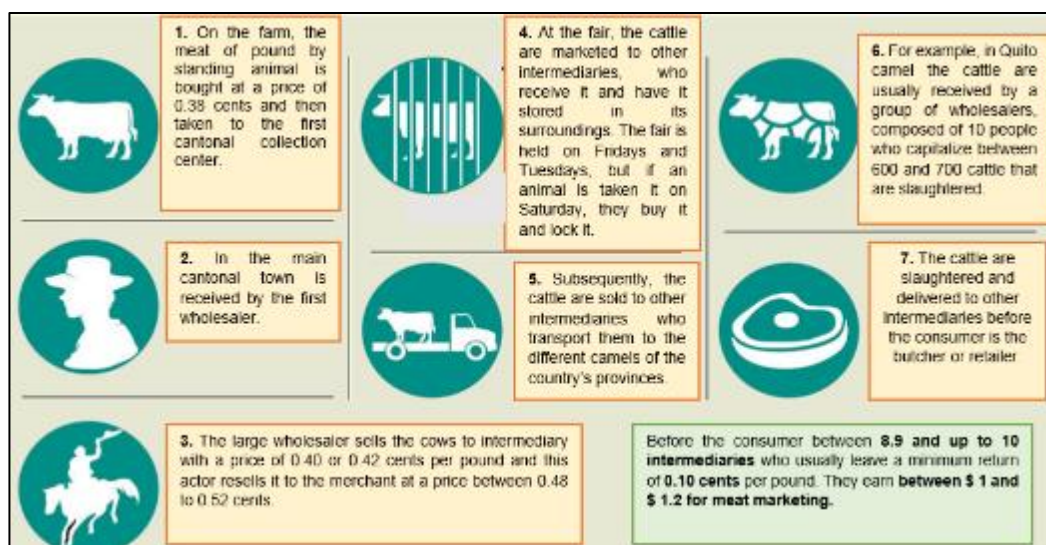 1. On the farm, the
meat of pound by
standing animal is
bought at a price of
0.38 cents and then
taken to the first
cantonal collection
center.
2. In the main
cantonal town is
received by the first
wholesaler.
3. The large wholesaler sells the cows to intermediary
with a price of 0.40 or 0.42 cents per pound and this
actor resells it to the merchant at a price between 0.48
to 0.52 cents.
4. At the fair, the cattle
are marketed to other
intermediaries, who
receive it and have it
stored in its
surroundings. The fair is
held on Fridays and
Tuesdays, but if an
animal is taken it on
Saturday, they buy it
and lock it.
5. Subsequently, the
cattle are sold to other
intermediaries who
transport them to the
different camels of the
country's provinces.
6. For example, in Quito
camel the cattle are
usually received by a
group of wholesalers,
composed of 10 people
who capitalize between
600 and 700 cattle that
are slaughtered.
7. The cattle are
slaughtered and
delivered to other
intermediaries before
the consumer is the
butcher or retailer
Before the consumer between 8.9 and up to 10
intermediaries who usually leave a minimum return
of 0.10 cents per pound. They earn between $ 1 and
$ 1.2 for meat marketing.